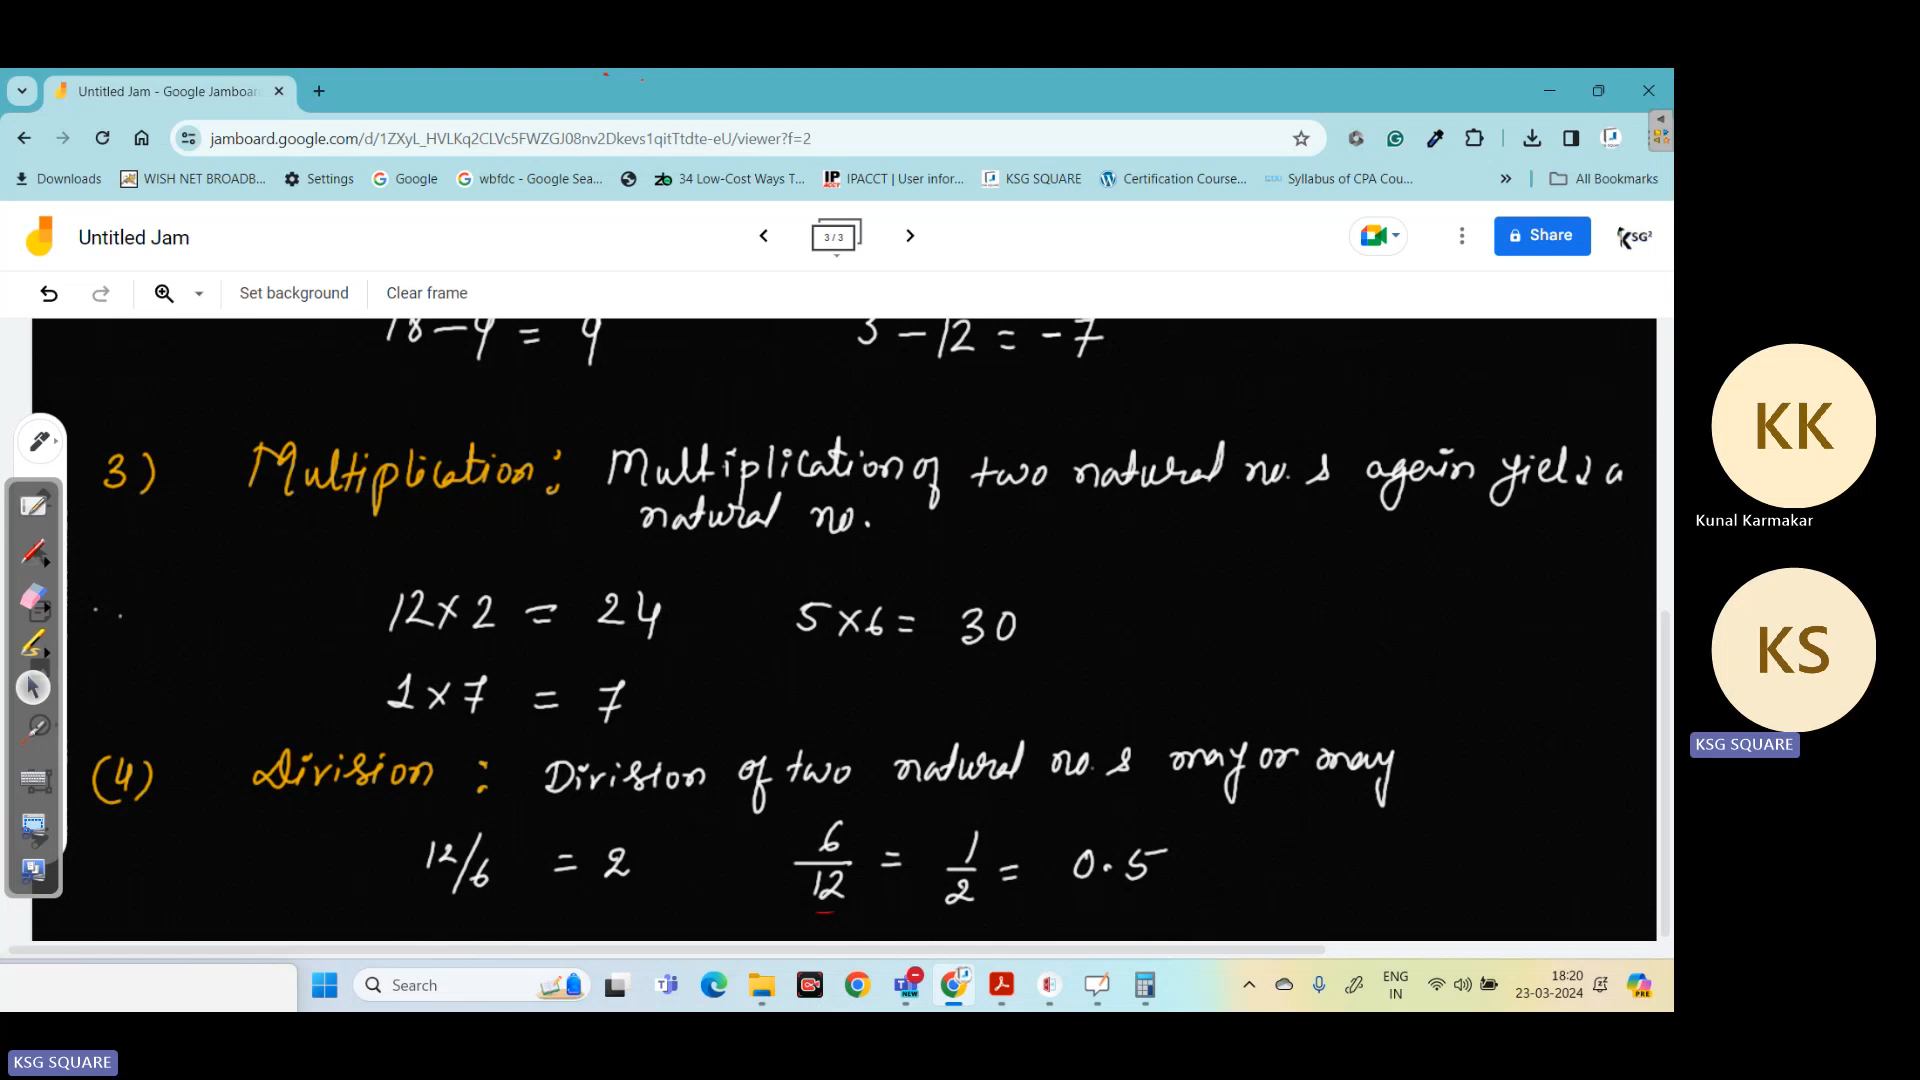 Untitled Jam - Google Jamboar
jamboard.google.com/d/1ZXyL_HVLKq2CLVc5FWZGJ08nv2Dkevs1qitTtdte-eU/viewer?f=2
Downloads WISH NET BROADB... Settings Google wbfdc - Google Sea... 34 Low-Cost Ways T... IPACCT | User infor... KSG SQUARE Certification Course... Syllabus of CPA Cou... » All Bookmarks
Untitled Jam 3 / 3 Share KSG²
Set background Clear frame
18 - 9 = 9 3 - 12 = -7
3) Multiplication: Multiplication of two natural no.s again yields a
natural no.
12 × 2 = 24 5 × 6 = 30
1 × 7 = 7
(4) Division: Division of two natural no.s may or may
12/6 = 2 6/12 = 1/2 = 0.5
KK
Kunal Karmakar
KS
KSG SQUARE
Search
NEW
ENG
IN
18:20
23-03-2024
PRE
KSG SQUARE